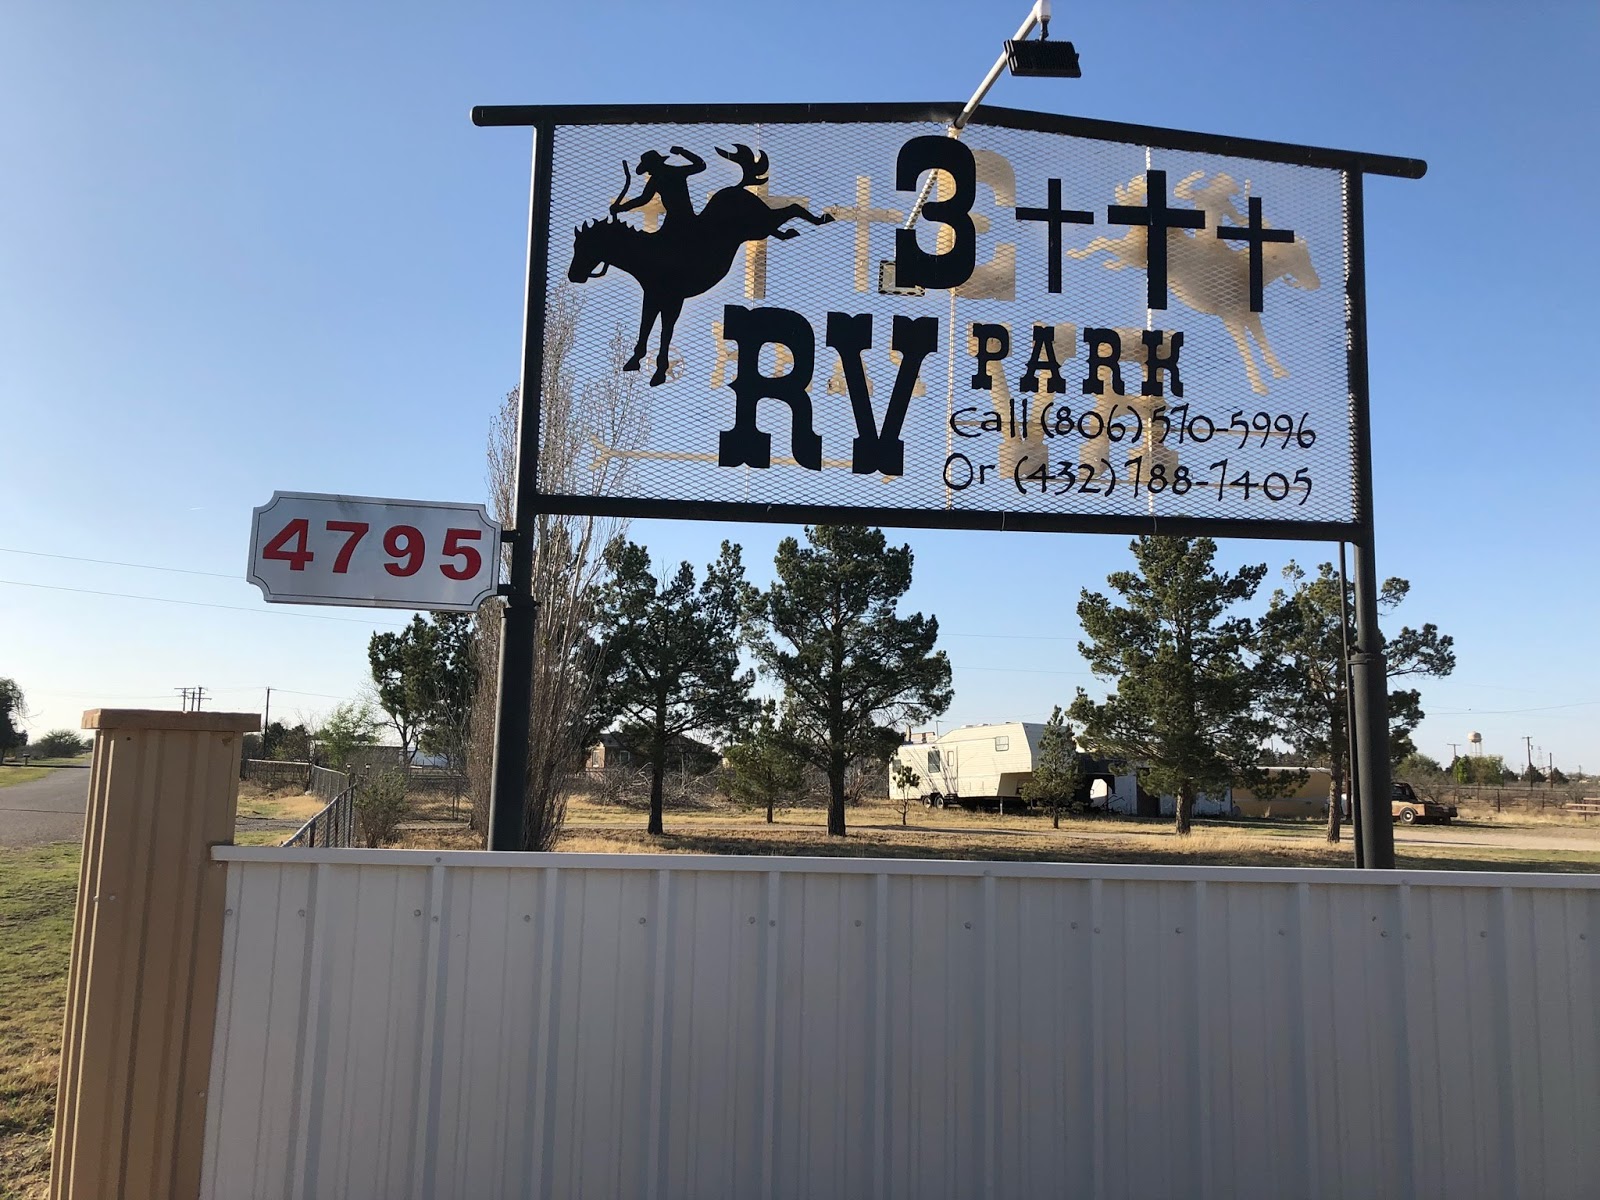 3
RV PARK
Call (806) 570-5996
Or (432) 788-7405
4795